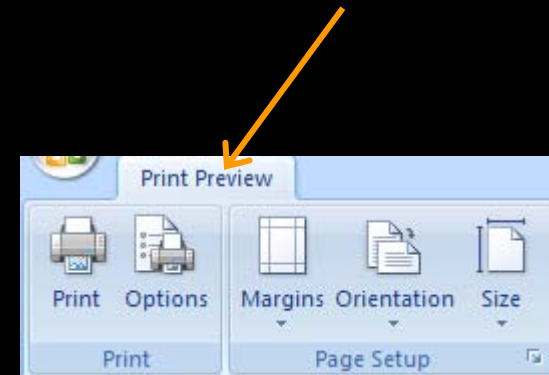 Print Preview
Print Options Margins Orientation Size
Print Page Setup